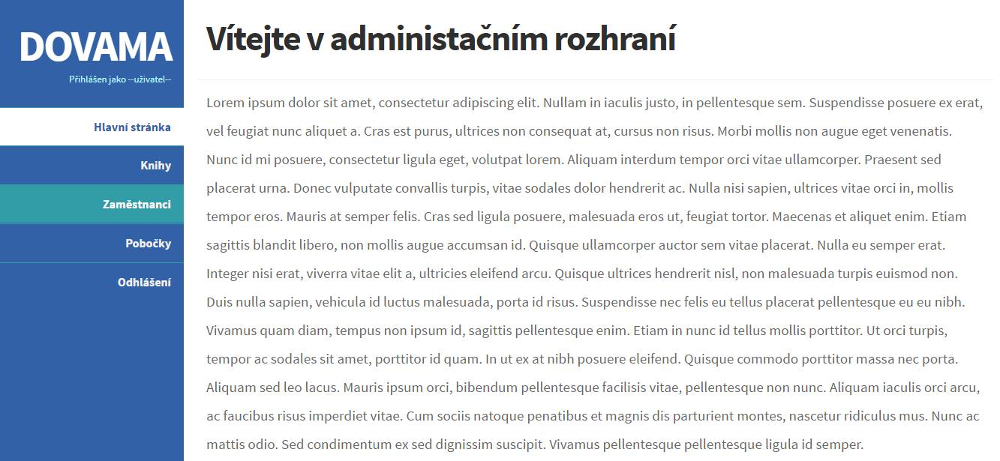 DOVAMA
Přihlášen jako --uživatel--
Hlavní stránka
Knihy
Zaměstnanci
Pobočky
Odhlášení
Vítejte v administačním rozhraní
Lorem ipsum dolor sit amet, consectetur adipiscing elit. Nullam in iaculis justo, in pellentesque sem. Suspendisse posuere ex erat,
vel feugiat nunc aliquet a. Cras est purus, ultrices non consequat at, cursus non risus. Morbi mollis non augue eget venenatis.
Nunc id mi posuere, consectetur ligula eget, volutpat lorem. Aliquam interdum tempor orci vitae ullamcorper. Praesent sed
placerat urna. Donec vulputate convallis turpis, vitae sodales dolor hendrerit ac. Nulla nisi sapien, ultrices vitae orci in, mollis
tempor eros. Mauris at semper felis. Cras sed ligula posuere, malesuada eros ut, feugiat tortor. Maecenas et aliquet enim. Etiam
sagittis blandit libero, non mollis augue accumsan id. Quisque ullamcorper auctor sem vitae placerat. Nulla eu semper erat.
Integer nisi erat, viverra vitae elit a, ultricies eleifend arcu. Quisque ultrices hendrerit nisl, non malesuada turpis euismod non.
Duis nulla sapien, vehicula id luctus malesuada, porta id risus. Suspendisse nec felis eu tellus placerat pellentesque eu eu nibh.
Vivamus quam diam, tempus non ipsum id, sagittis pellentesque enim. Etiam in nunc id tellus mollis porttitor. Ut orci turpis,
tempor ac sodales sit amet, porttitor id quam. In ut ex at nibh posuere eleifend. Quisque commodo porttitor massa nec porta.
Aliquam sed leo lacus. Mauris ipsum orci, bibendum pellentesque facilisis vitae, pellentesque non nunc. Aliquam iaculis orci arcu,
ac faucibus risus imperdiet vitae. Cum sociis natoque penatibus et magnis dis parturient montes, nascetur ridiculus mus. Nunc ac
mattis odio. Sed condimentum ex sed dignissim suscipit. Vivamus pellentesque pellentesque ligula id semper.